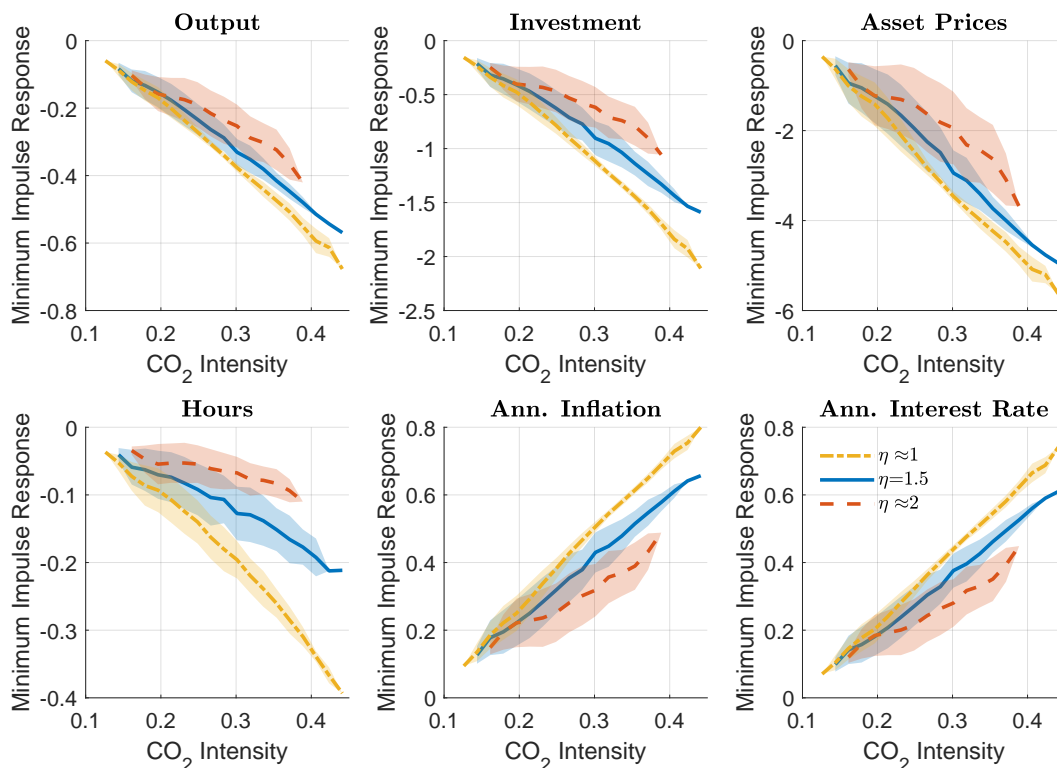 Output
Minimum Impulse Response
0
-0.2
-0.4
-0.6
-0.8
0.1 0.2 0.3 0.4
CO2 Intensity
Investment
Minimum Impulse Response
0
-0.5
-1
-1.5
-2
-2.5
0.1 0.2 0.3 0.4
CO2 Intensity
Asset Prices
Minimum Impulse Response
0
-2
-4
-6
0.1 0.2 0.3 0.4
CO2 Intensity
Hours
Minimum Impulse Response
0
-0.1
-0.2
-0.3
-0.4
0.1 0.2 0.3 0.4
CO2 Intensity
Ann. Inflation
Minimum Impulse Response
0.8
0.6
0.4
0.2
0
0.1 0.2 0.3 0.4
CO2 Intensity
Ann. Interest Rate
Minimum Impulse Response
0.8
0.6
0.4
0.2
0
η ≈1
η=1.5
η ≈2
0.1 0.2 0.3 0.4
CO2 Intensity